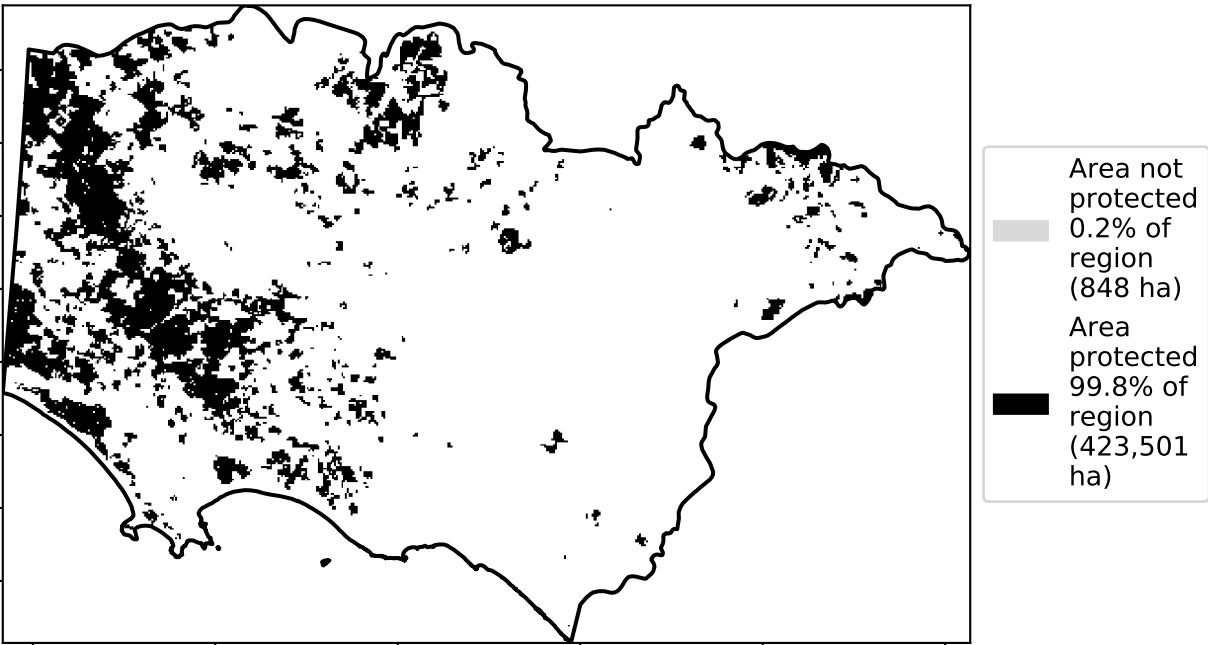 Area not
protected
0.2% of
region
(848 ha)
Area
protected
99.8% of
region
(423,501
ha)